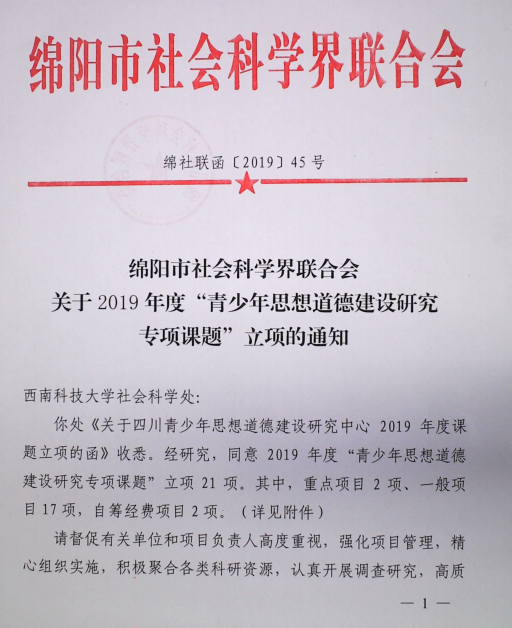 绵阳市社会科学界联合会
绵社联函〔2019〕45号
绵阳市社会科学界联合会
关于 2019 年度“青少年思想道德建设研究
专项课题”立项的通知
西南科技大学社会科学处:
你处《关于四川青少年思想道德建设研究中心 2019 年度课
题立项的函》收悉。经研究，同意 2019 年度“青少年思想道德
建设研究专项课题”立项 21 项。其中，重点项目 2 项、一般项
目 17 项，自筹经费项目 2 项。（详见附件）
请督促有关单位和项目负责人高度重视，强化项目管理，精
心组织实施，积极聚合各类科研资源，认真开展调查研究，高质
— 1 —